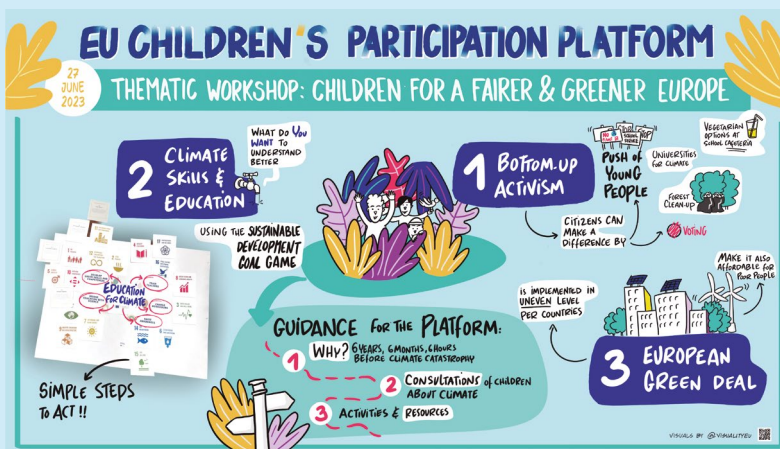 EU CHILDREN'S PARTICIPATION PLATFORM
27
JUNE
2023
THEMATIC WORKSHOP: CHILDREN FOR A FAIRER & GREENER EUROPE
2
CLIMATE
SKILLS &
EDUCATION
WHAT DO YOU
WANT TO
UNDERSTAND
BETTER
USING THE SUSTAINABLE
DEVELOPMENT
GOAL GAME
EDUCATION
FOR CLIMATE
SIMPLE STEPS
TO ACT !!
1
BOTTOM.UP
ACTIVISM
CITIZENS CAN
MAKE A
DIFFERENCE BY
PUSH OF
YOUNG
PEOPLE
UNIVERSITIES
FOR CLIMATE
VEGETARIAN
OPTIONS AT
SCHOOL CAFETERIA
FOREST
CLEAN-UP
VOTING
GUIDANCE FOR THE PLATFORM:
1 WHY? 6 YEARS, 6 MONTHS, 6 HOURS
BEFORE CLIMATE CATASTROPHY
2 CONSULTATIONS of CHILDREN
ABOUT CLIMATE
3 ACTIVITIES & RESOURCES
IS IMPLEMENTED IN
UNEVEN LEVEL
PER COUNTRIES
MAKE IT ALSO
AFFORDABLE FOR
POOR PEOPLE
3
EUROPEAN
GREEN DEAL
VISUALS BY @VISUALITYEU